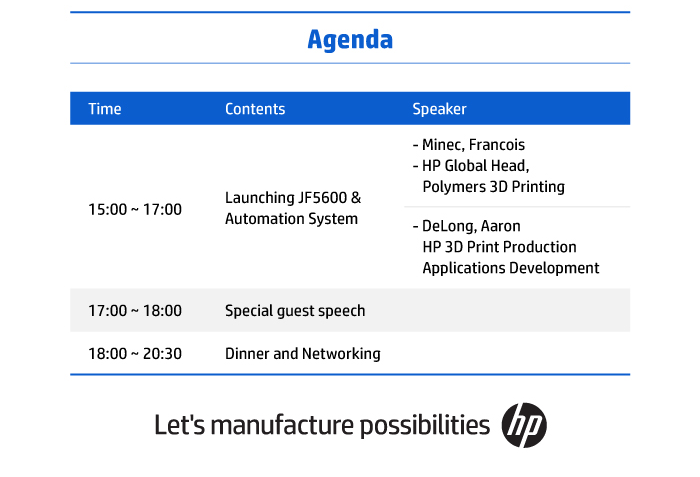 Agenda
Time Contents Speaker
15:00 ~ 17:00
Launching JF5600 &
Automation System
- Minec, Francois
- HP Global Head,
Polymers 3D Printing
- DeLong, Aaron
HP 3D Print Production
Applications Development
17:00 ~ 18:00 Special guest speech
18:00 ~ 20:30 Dinner and Networking
Let's manufacture possibilities hp